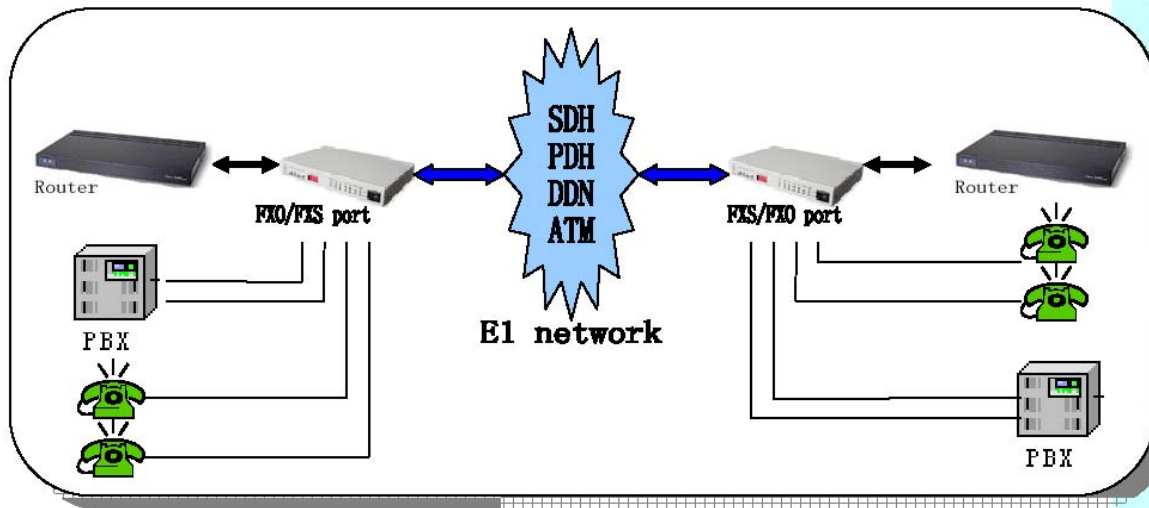 SDH
PDH
DDN
ATM
Router
Router
FXO/FXS port
FXS/FXO port
E1 network
PBX
PBX